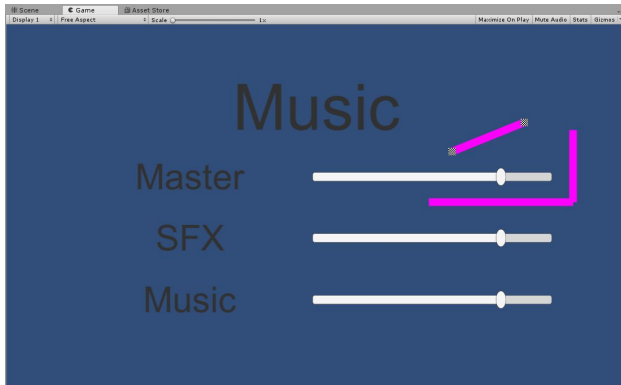 Scene Game Asset Store
Display 1 Free Aspect Scale 1x Maximize On Play Mute Audio Stats Gizmos
Music
Master
SFX
Music